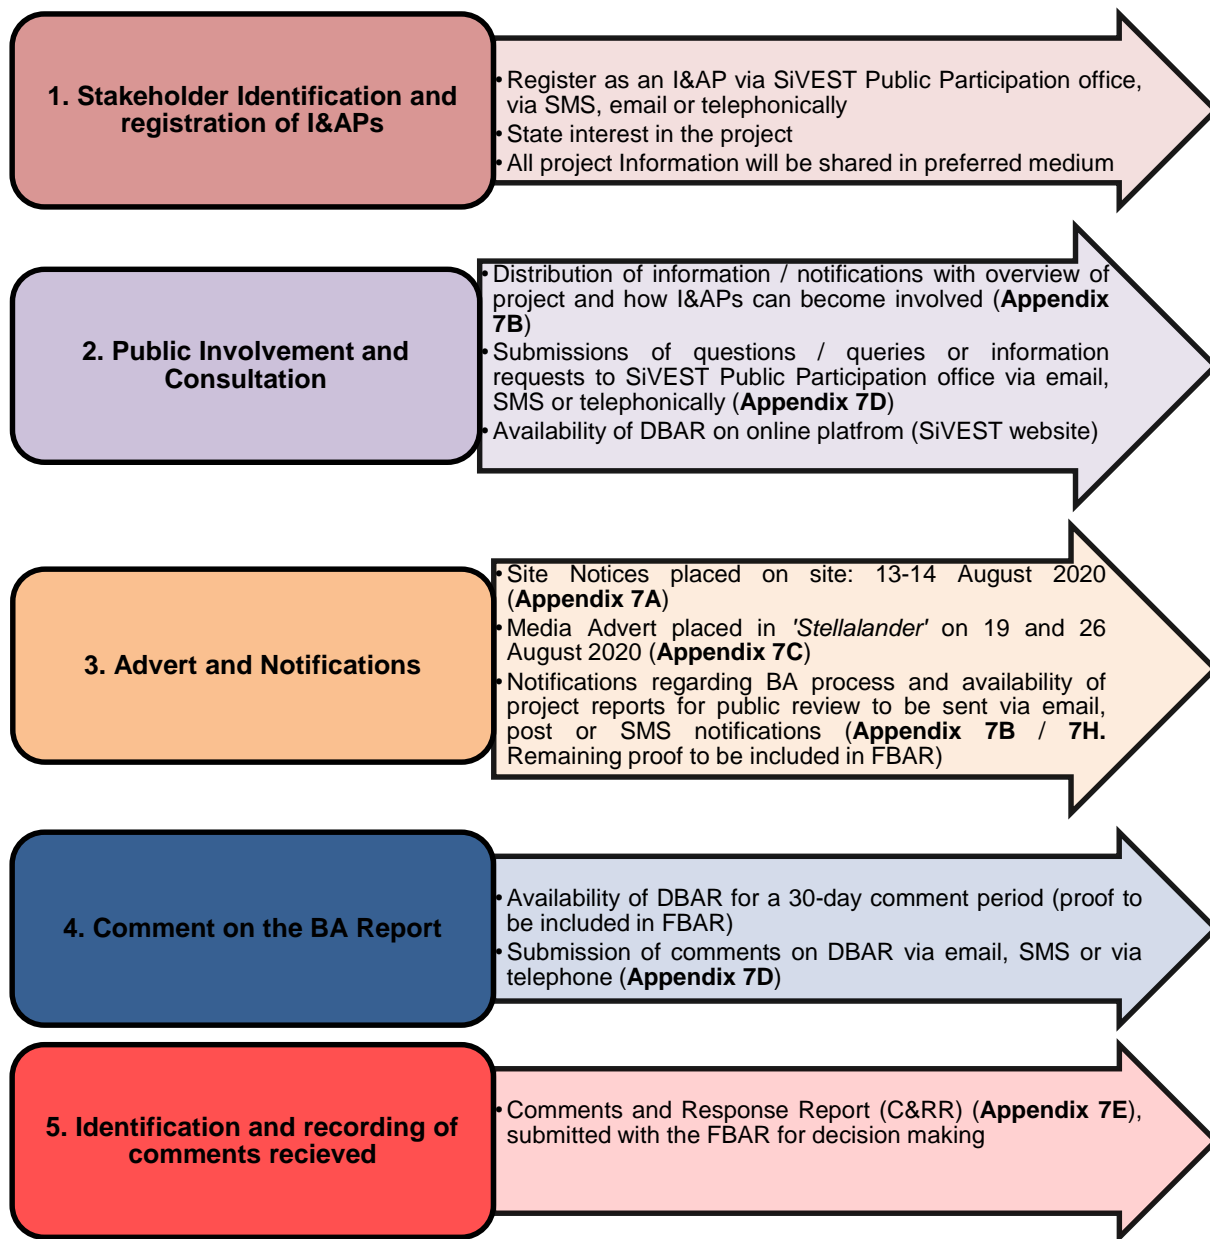 1. Stakeholder Identification and
registration of I&APs
• Register as an I&AP via SiVEST Public Participation office,
via SMS, email or telephonically
• State interest in the project
• All project Information will be shared in preferred medium
2. Public Involvement and
Consultation
• Distribution of information / notifications with overview of
project and how I&APs can become involved (Appendix
7B)
• Submissions of questions / queries or information
requests to SiVEST Public Participation office via email,
SMS or telephonically (Appendix 7D)
• Availability of DBAR on online platfrom (SiVEST website)
3. Advert and Notifications
• Site Notices placed on site: 13-14 August 2020
(Appendix 7A)
• Media Advert placed in 'Stellalander' on 19 and 26
August 2020 (Appendix 7C)
• Notifications regarding BA process and availability of
project reports for public review to be sent via email,
post or SMS notifications (Appendix 7B / 7H.
Remaining proof to be included in FBAR)
4. Comment on the BA Report
• Availability of DBAR for a 30-day comment period (proof to
be included in FBAR)
• Submission of comments on DBAR via email, SMS or via
telephone (Appendix 7D)
5. Identification and recording of
comments recieved
• Comments and Response Report (C&RR) (Appendix 7E),
submitted with the FBAR for decision making